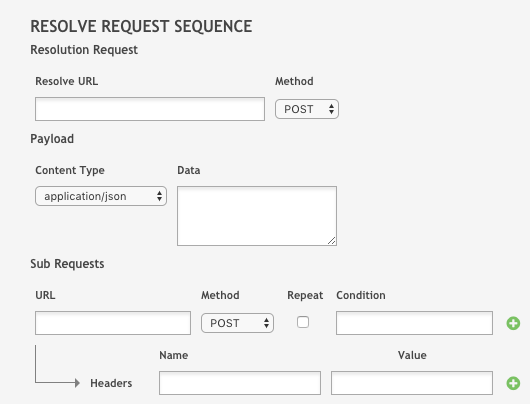 RESOLVE REQUEST SEQUENCE
Resolution Request
Resolve URL Method
POST
Payload
Content Type Data
application/json
Sub Requests
URL Method Repeat Condition
POST
Name Value
Headers